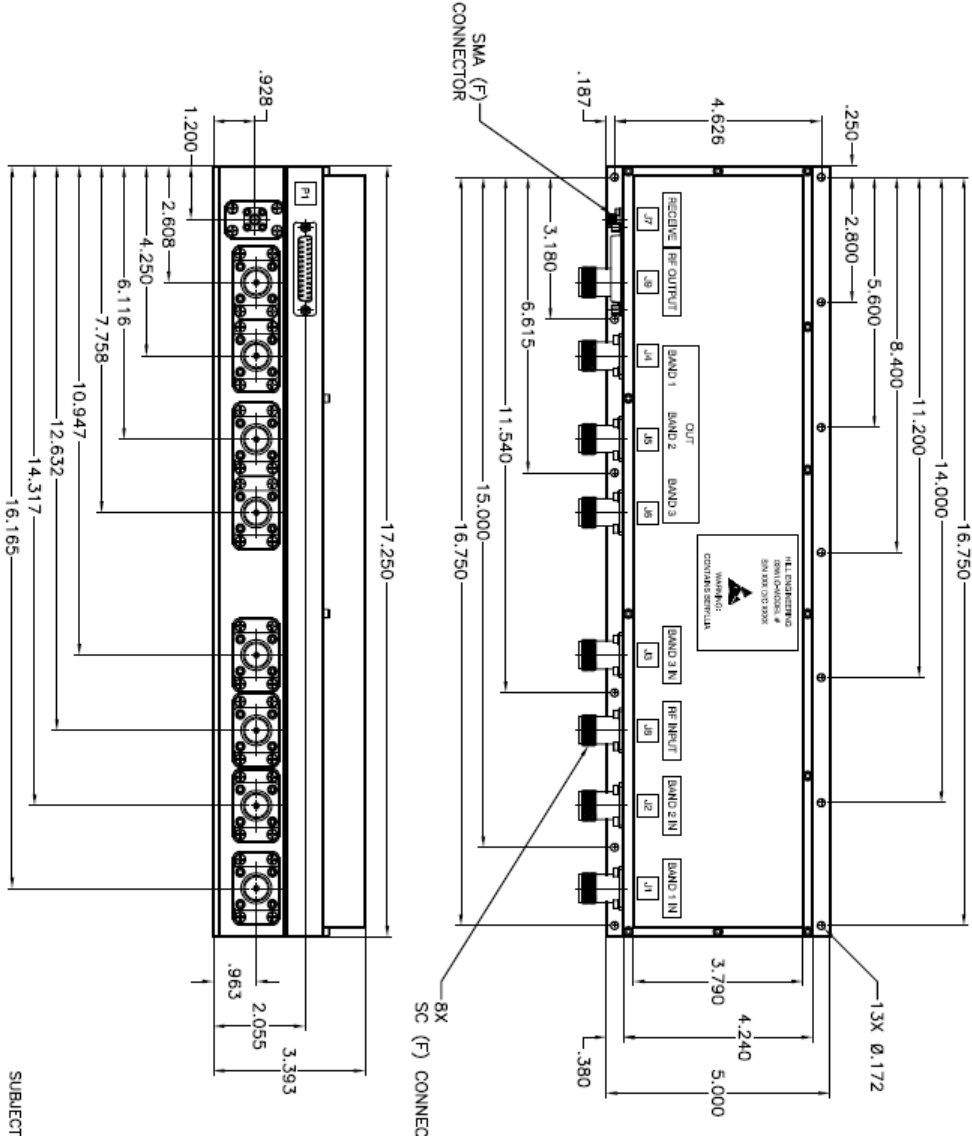 SMA (F)
CONNECTOR
.187
4.626
.250
2.800
5.600
8.400
11.200
14.000
16.750
3.180
6.615
11.540
15.000
16.750
RECEIVE
RF OUTPUT
OUT
BAND 1
BAND 2
BAND 3
BAND 3 IN
RF INPUT
BAND 2 IN
BAND 1 IN
J7
J9
J4
J5
J6
J3
J8
J2
J1
HILL ENGINEERING
WARNING:
CONTAINS BERYLLIA
13X Ø.172
3.790
4.240
5.000
.380
8X
SC (F) CONNEC
.928
1.200
P1
2.608
4.250
6.116
7.758
10.947
12.632
14.317
16.165
17.250
.963
2.055
3.393
SUBJECT